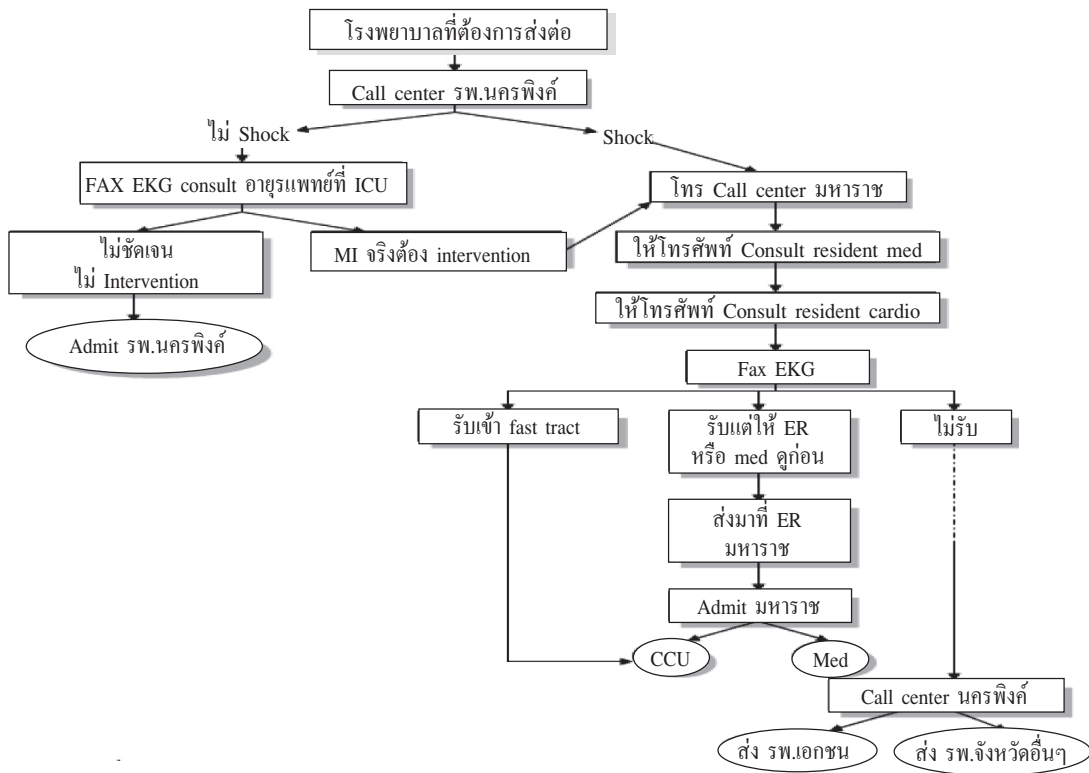 โรงพยาบาลที่ต้องการส่งต่อ
Call center รพ.นครพิงค์
ไม่ Shock
Shock
FAX EKG consult อายุรแพทย์ที่ ICU
โทร Call center มหาราช
ไม่ชัดเจน
ไม่ Intervention
MI จริงต้อง intervention
ให้โทรศัพท์ Consult resident med
ให้โทรศัพท์ Consult resident cardio
Admit รพ.นครพิงค์
Fax EKG
รับเข้า fast tract
รับแต่ให้ ER
หรือ med ดูก่อน
ไม่รับ
ส่งมาที่ ER
มหาราช
Admit มหาราช
CCU
Med
Call center นครพิงค์
ส่ง รพ.เอกชน
ส่ง รพ.จังหวัดอื่นๆ